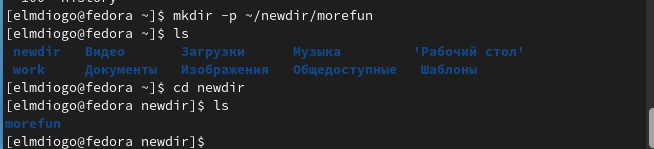 [elmdiogo@fedora ~]$ mkdir -p ~/newdir/morefun
[elmdiogo@fedora ~]$ ls
newdir Видео Загрузки Музыка 'Рабочий стол'
work Документы Изображения Общедоступные Шаблоны
[elmdiogo@fedora ~]$ cd newdir
[elmdiogo@fedora newdir]$ ls
morefun
[elmdiogo@fedora newdir]$